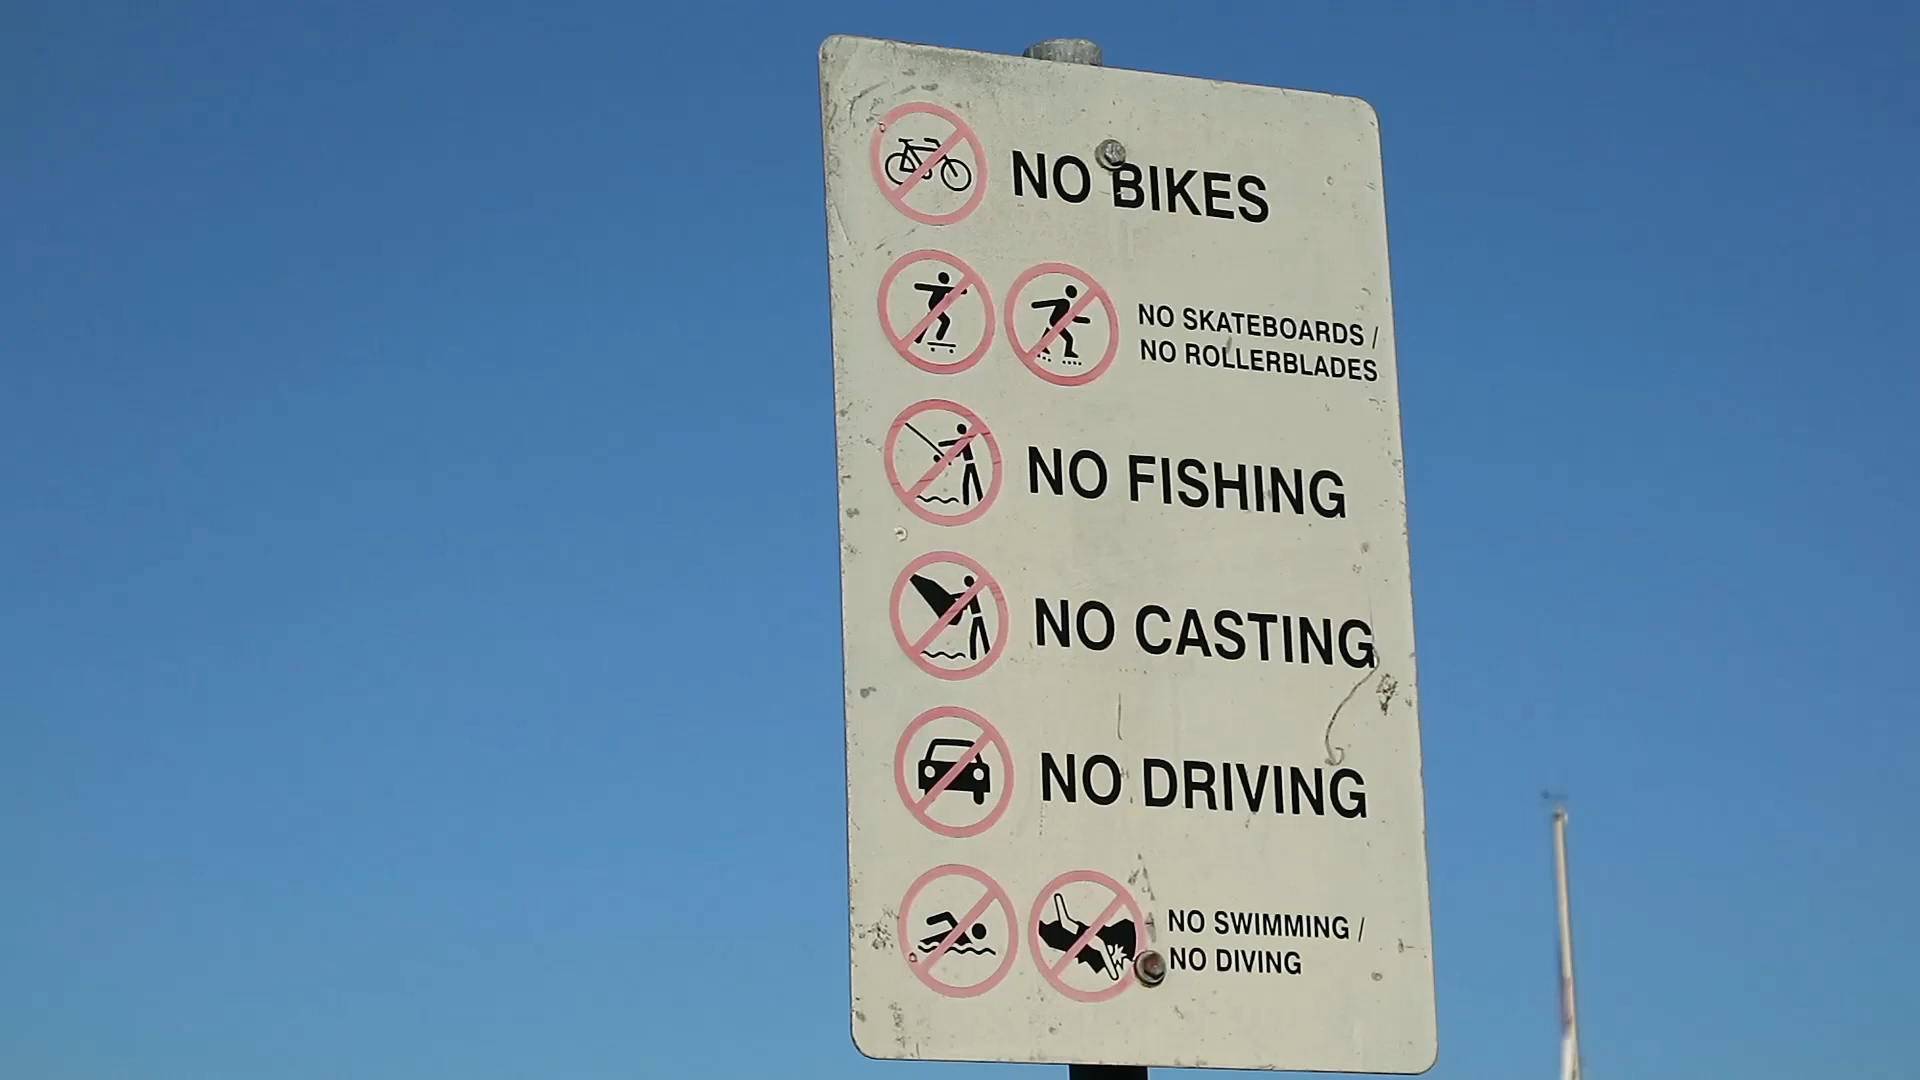 NO BIKES
NO SKATEBOARDS /
NO ROLLERBLADES
NO FISHING
NO CASTING
NO DRIVING
NO SWIMMING /
NO DIVING